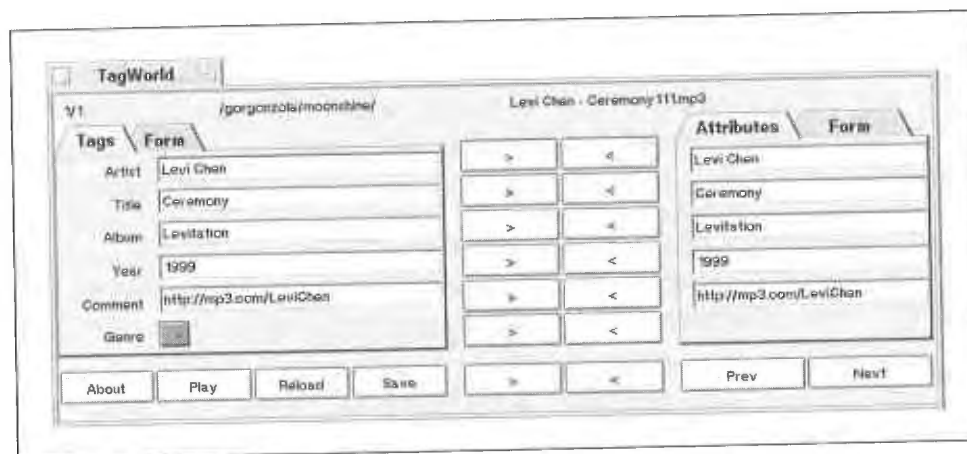 TagWorld
V1 /gorgonzola/moonshine/ Levi Chen - Ceremony111.mp3
Tags Form
Attributes Form
Artist Levi Chen > < Levi Chen
Title Ceremony > < Ceremony
Album Levitation > < Levitation
Year 1999 > < 1999
Comment http://mp3.com/LeviChen > < http://mp3.com/LeviChen
Genre > <
About Play Reload Save > < Prev Next